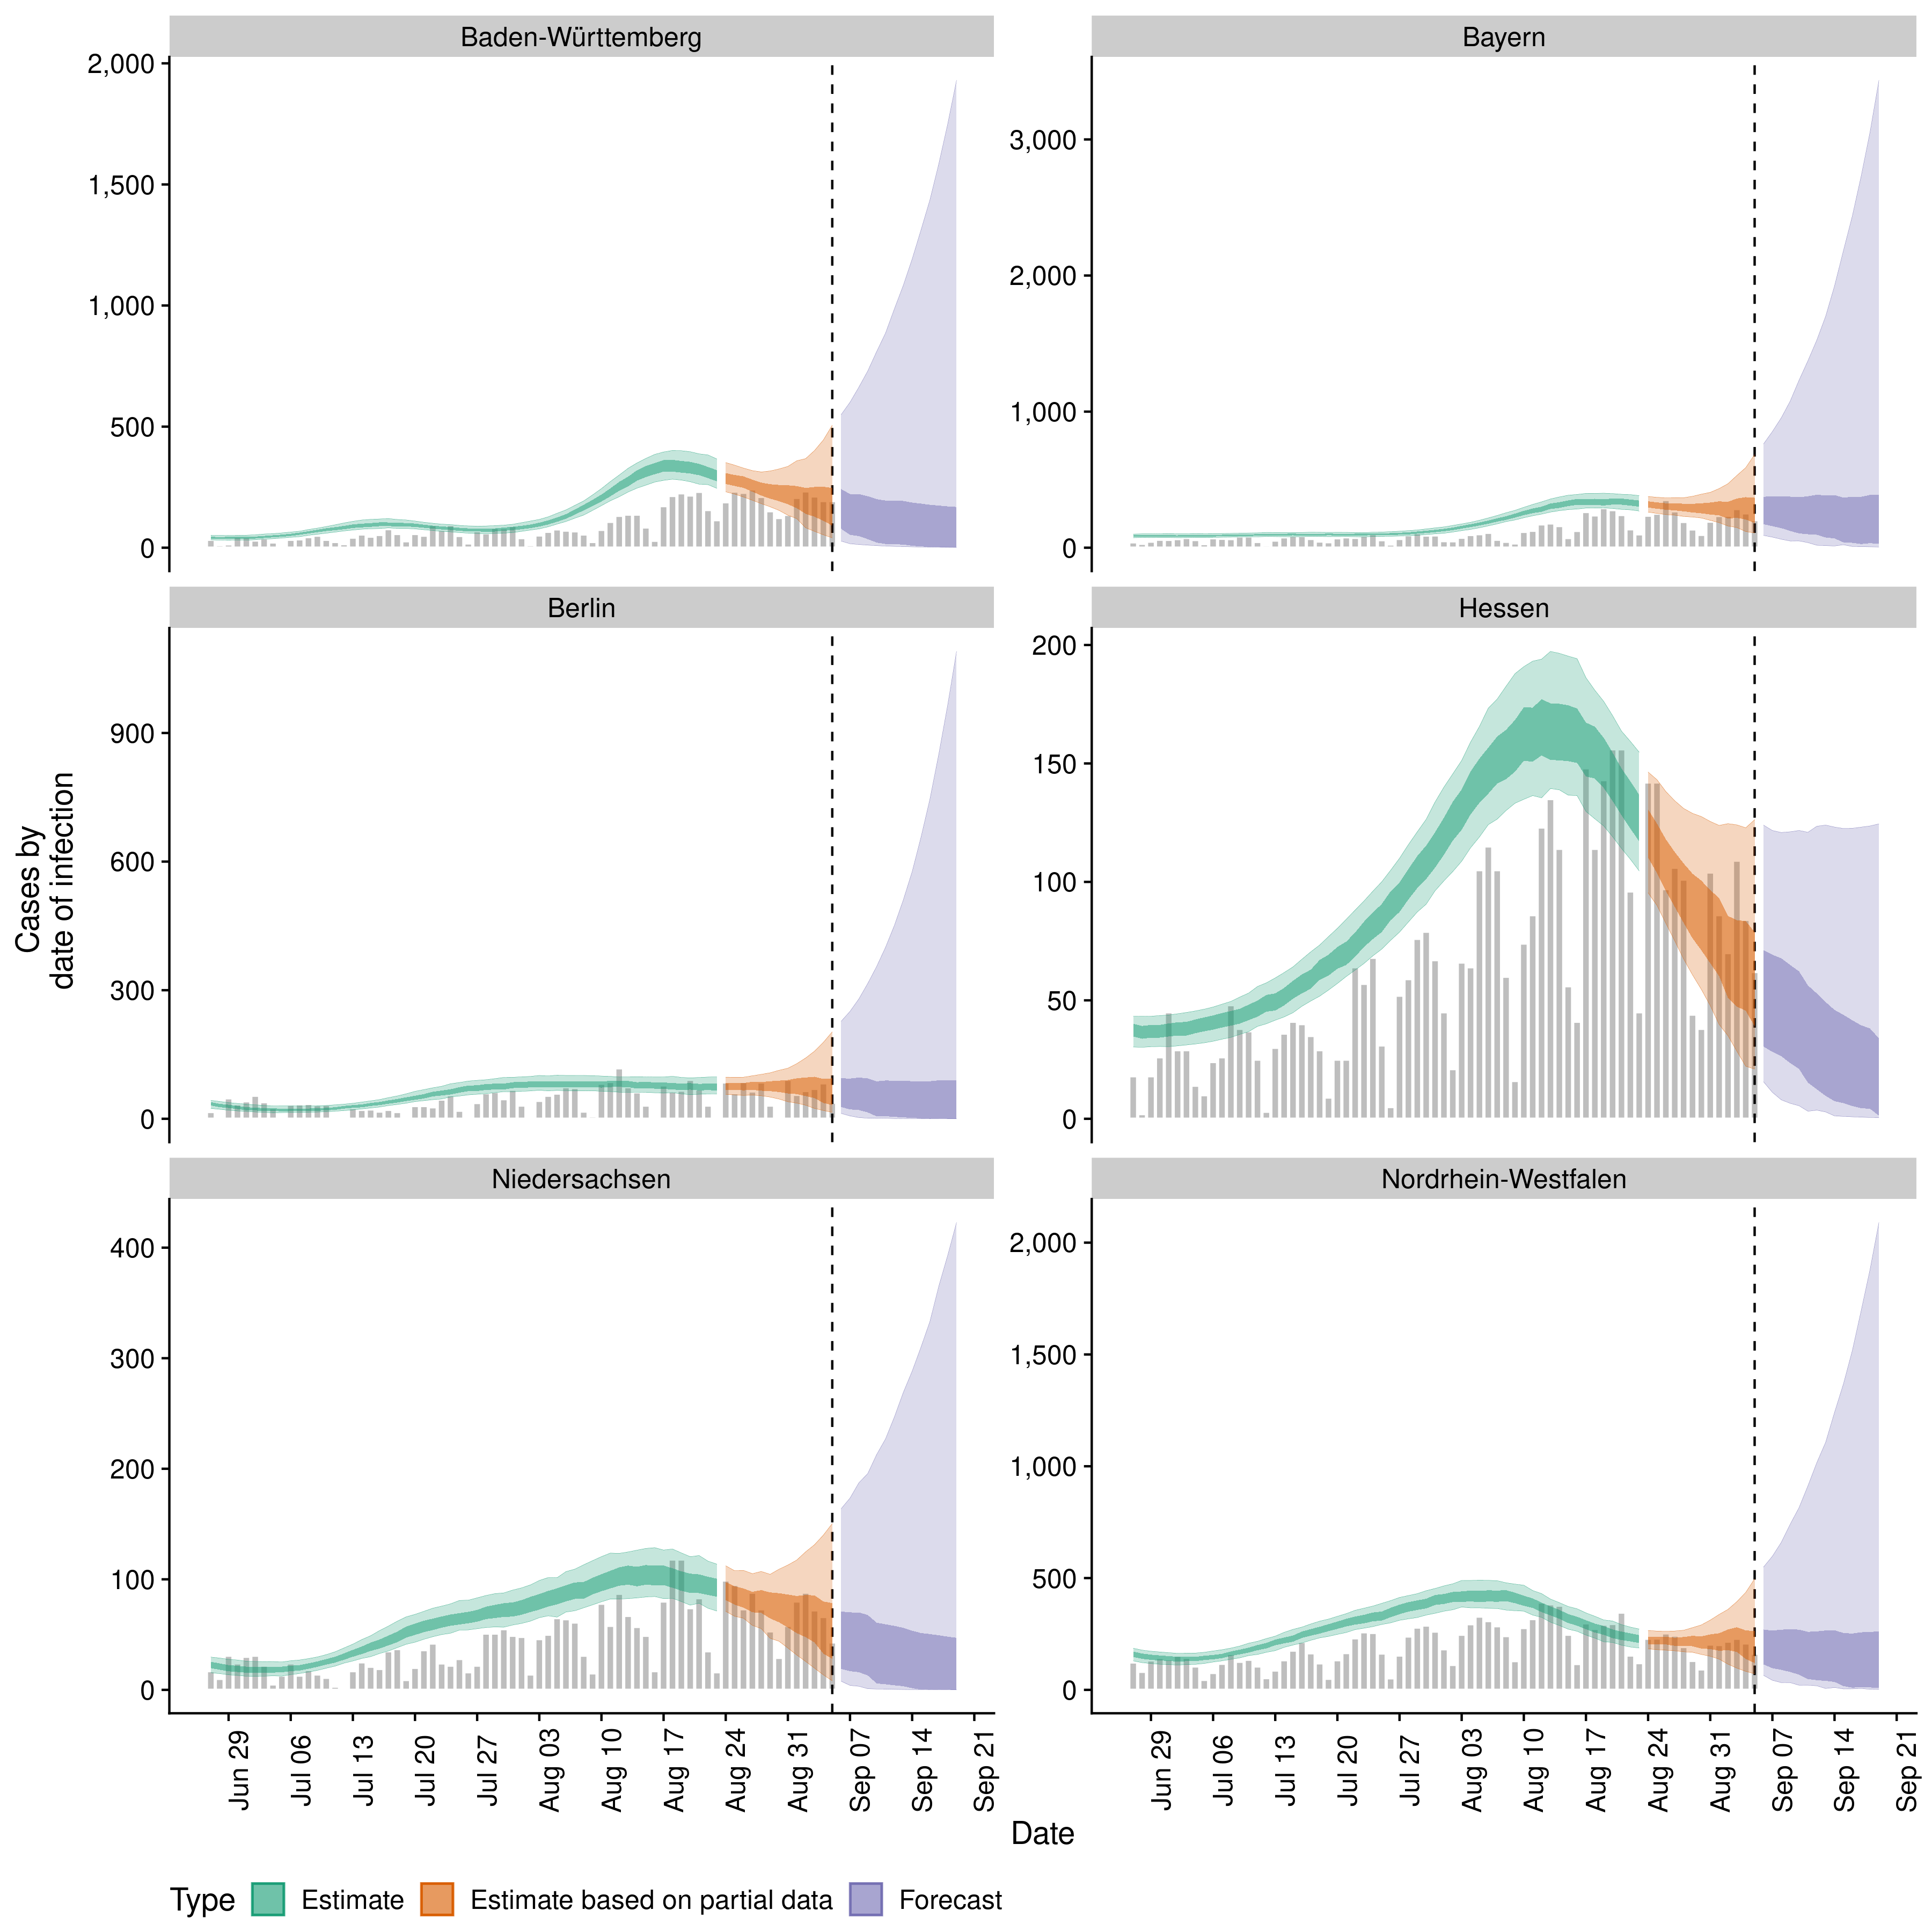 Baden-Württemberg
Bayern
2,000
1,500
1,000
500
0
3,000
2,000
1,000
0
Berlin
Hessen
900
600
300
0
200
150
100
50
0
Cases by
date of infection
Niedersachsen
Nordrhein-Westfalen
400
300
200
100
0
2,000
1,500
1,000
500
0
Jun 29
Jul 06
Jul 13
Jul 20
Jul 27
Aug 03
Aug 10
Aug 17
Aug 24
Aug 31
Sep 07
Sep 14
Sep 21
Jun 29
Jul 06
Jul 13
Jul 20
Jul 27
Aug 03
Aug 10
Aug 17
Aug 24
Aug 31
Sep 07
Sep 14
Sep 21
Date
Type Estimate Estimate based on partial data Forecast